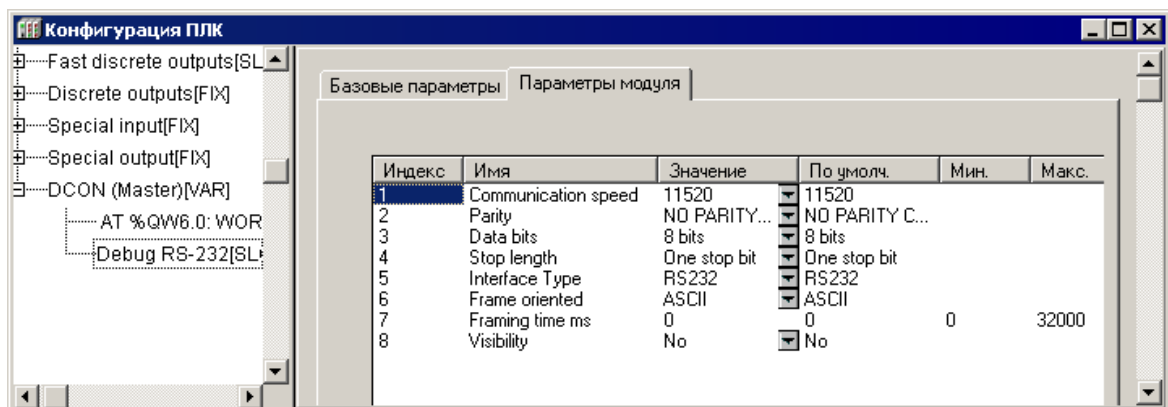 Конфигурация ПЛК
Fast discrete outputs[SL
Discrete outputs[FIX]
Special input[FIX]
Special output[FIX]
DCON (Master)[VAR]
AT %QW6.0: WOR
Debug RS-232[SL
Базовые параметры Параметры модуля
Индекс Имя Значение По умолч. Мин. Макс.
1 Communication speed 11520 11520
2 Parity NO PARITY... NO PARITY C...
3 Data bits 8 bits 8 bits
4 Stop length One stop bit One stop bit
5 Interface Type RS232 RS232
6 Frame oriented ASCII ASCII
7 Framing time ms 0 0 0 32000
8 Visibility No No